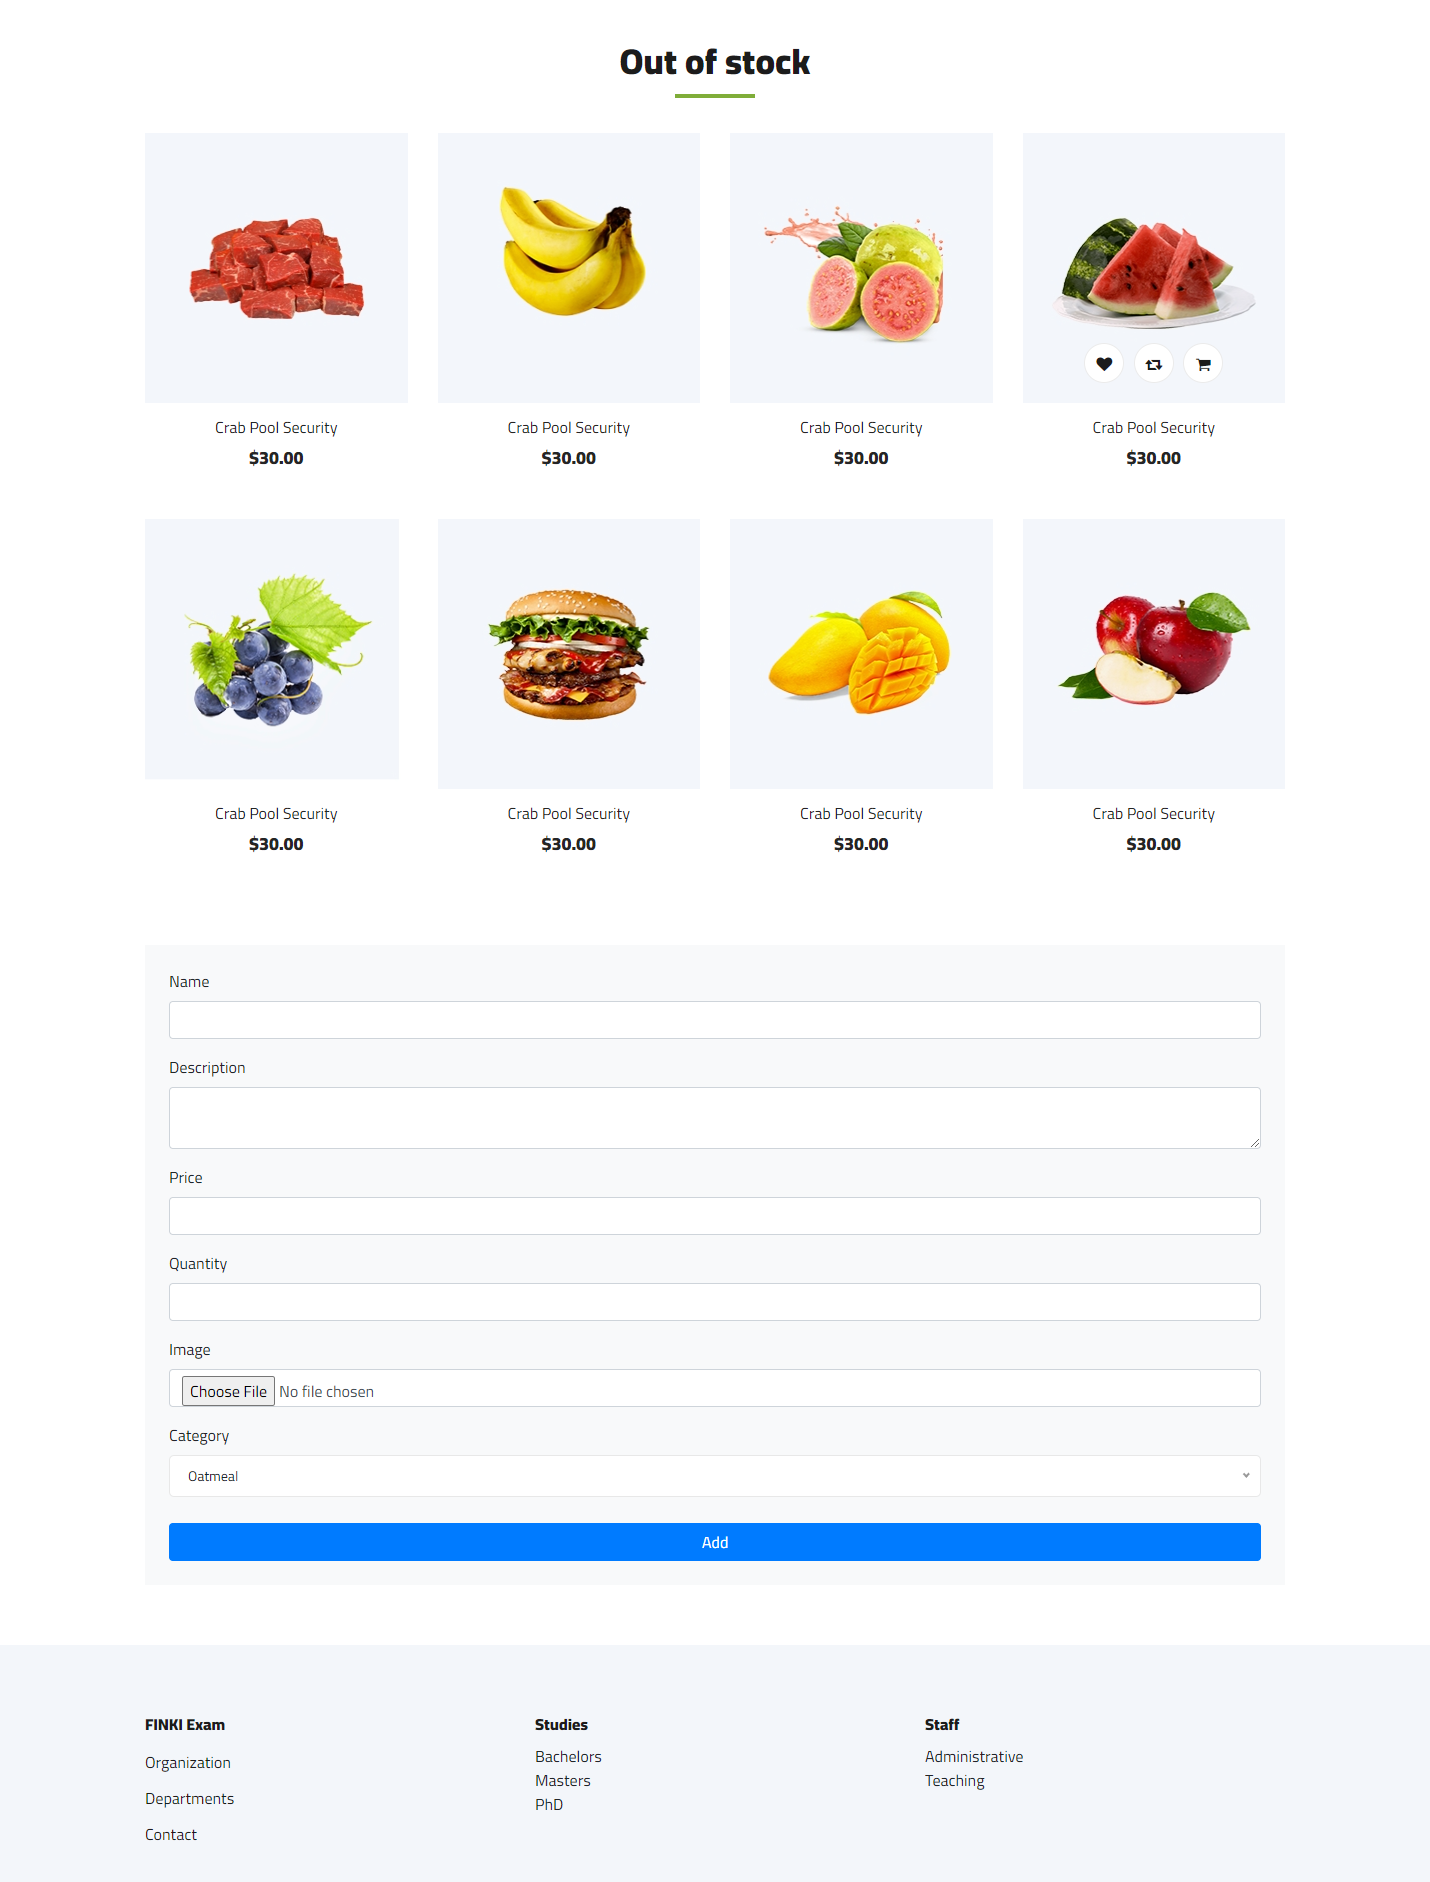 Out of stock
Crab Pool Security
$30.00
Crab Pool Security
$30.00
Crab Pool Security
$30.00
Crab Pool Security
$30.00
Crab Pool Security
$30.00
Crab Pool Security
$30.00
Crab Pool Security
$30.00
Crab Pool Security
$30.00
Name
Description
Price
Quantity
Image
Choose File No file chosen
Category
Oatmeal
Add
FINKI Exam
Organization
Departments
Contact
Studies
Bachelors
Masters
PhD
Staff
Administrative
Teaching